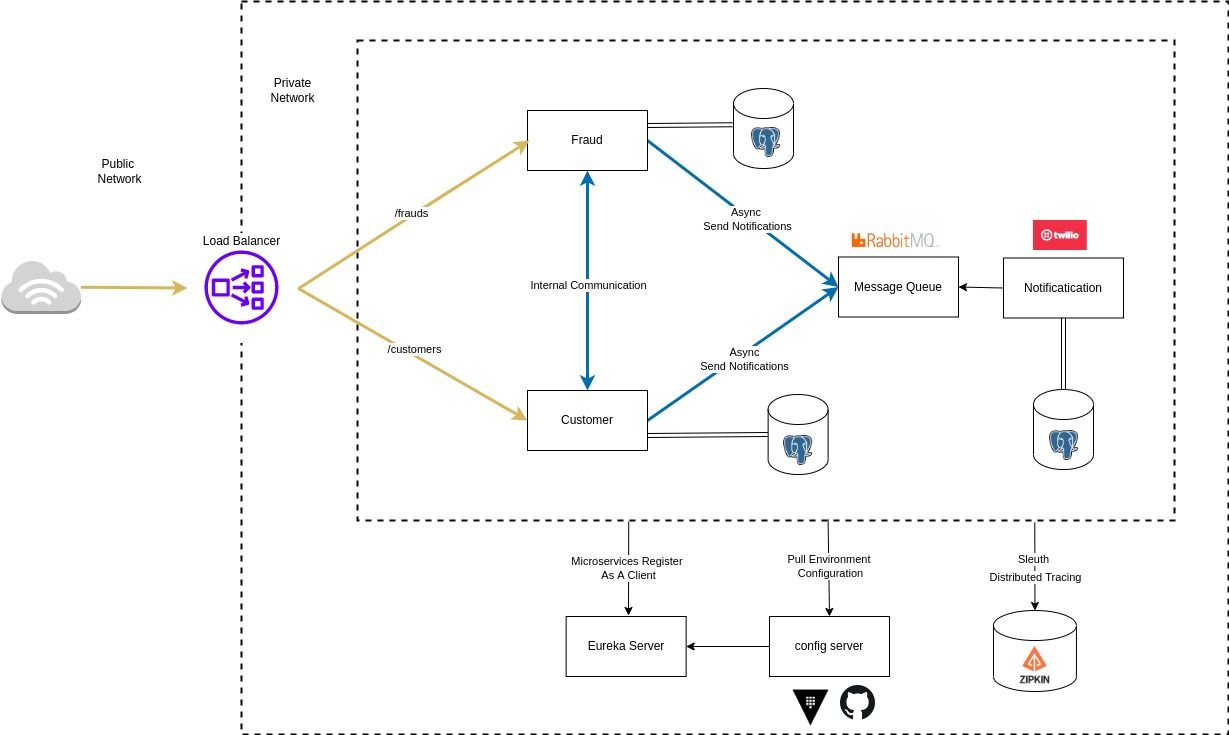 Private
Network
Public
Network
Load Balancer
Fraud
/frauds
Async
Send Notifications
RabbitMQ
twilio
Internal Communication
Message Queue
Notificatication
/customers
Async
Send Notifications
Customer
Microservices Register
As A Client
Pull Environment
Configuration
Sleuth
Distributed Tracing
Eureka Server
config server
ZIPKIN